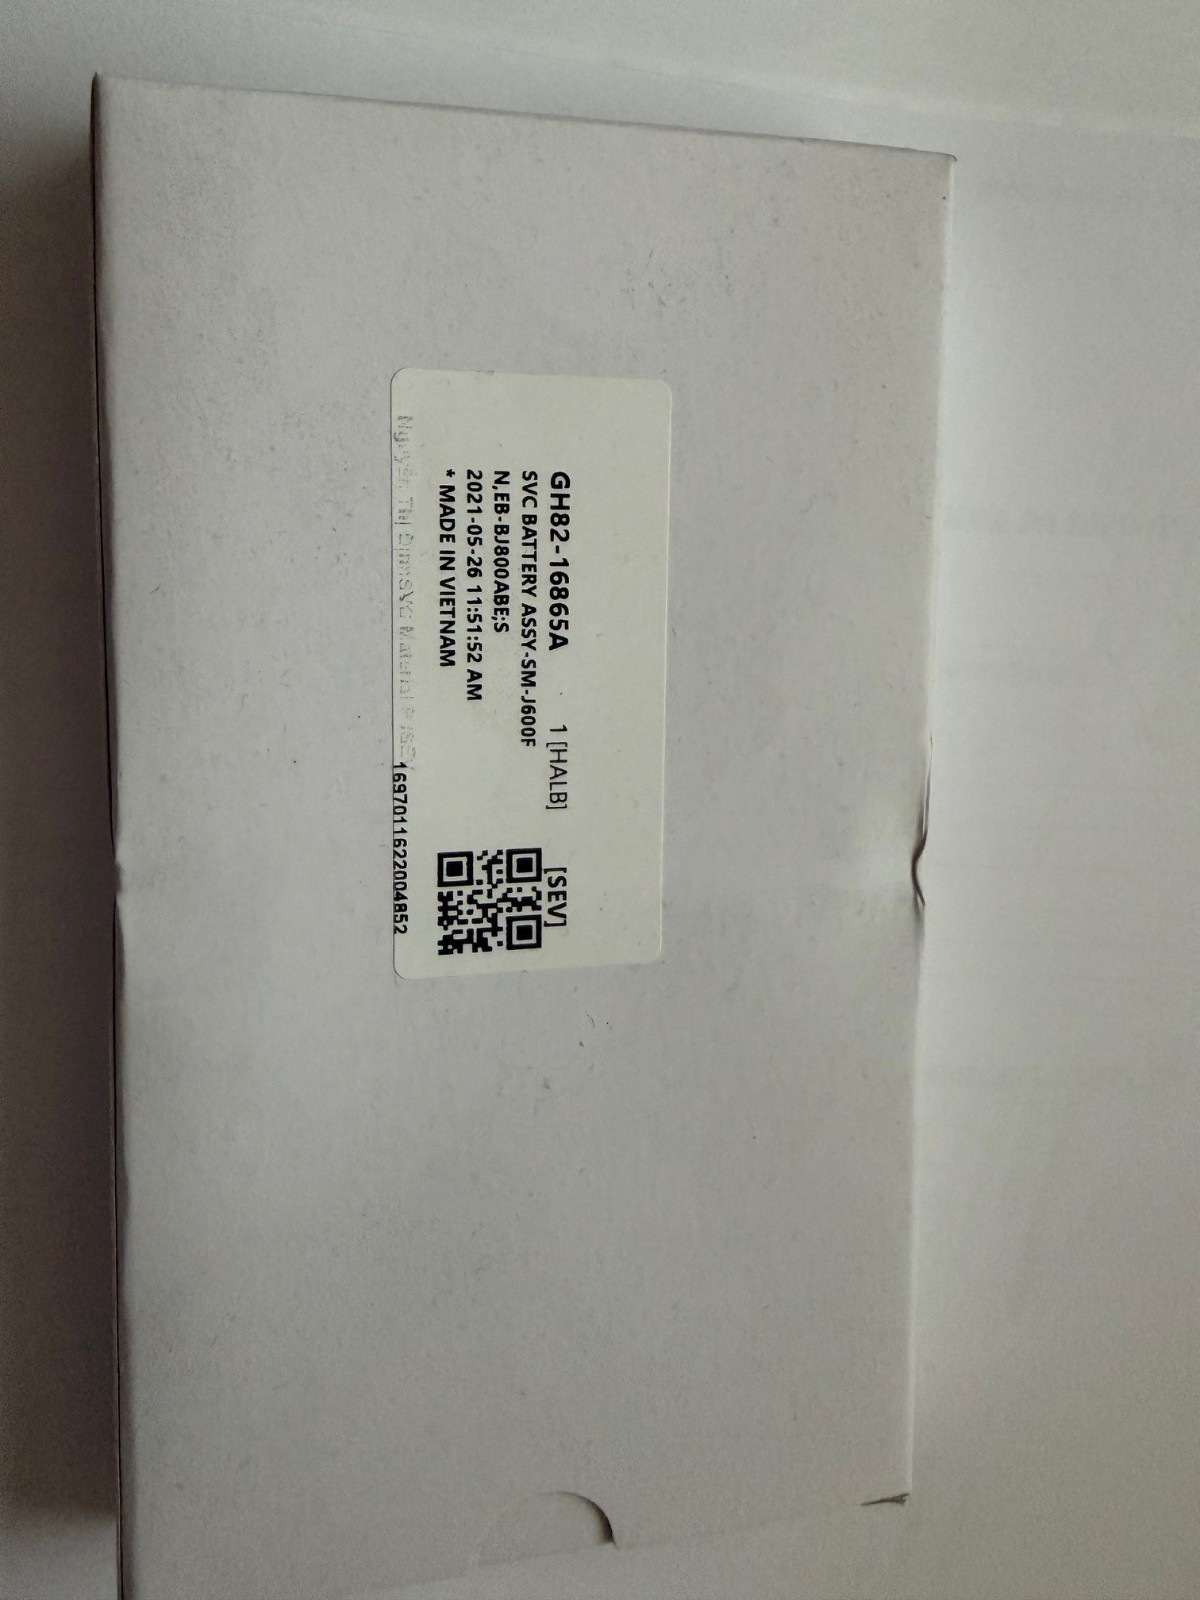 GH82-16865A 1 [HALB] [SEV]
SVC BATTERY ASSY-SM-J600F
N,EB-BJ800ABE;S
2021-05-26 11:51:52 AM
* MADE IN VIETNAM
Material
1697011622004852